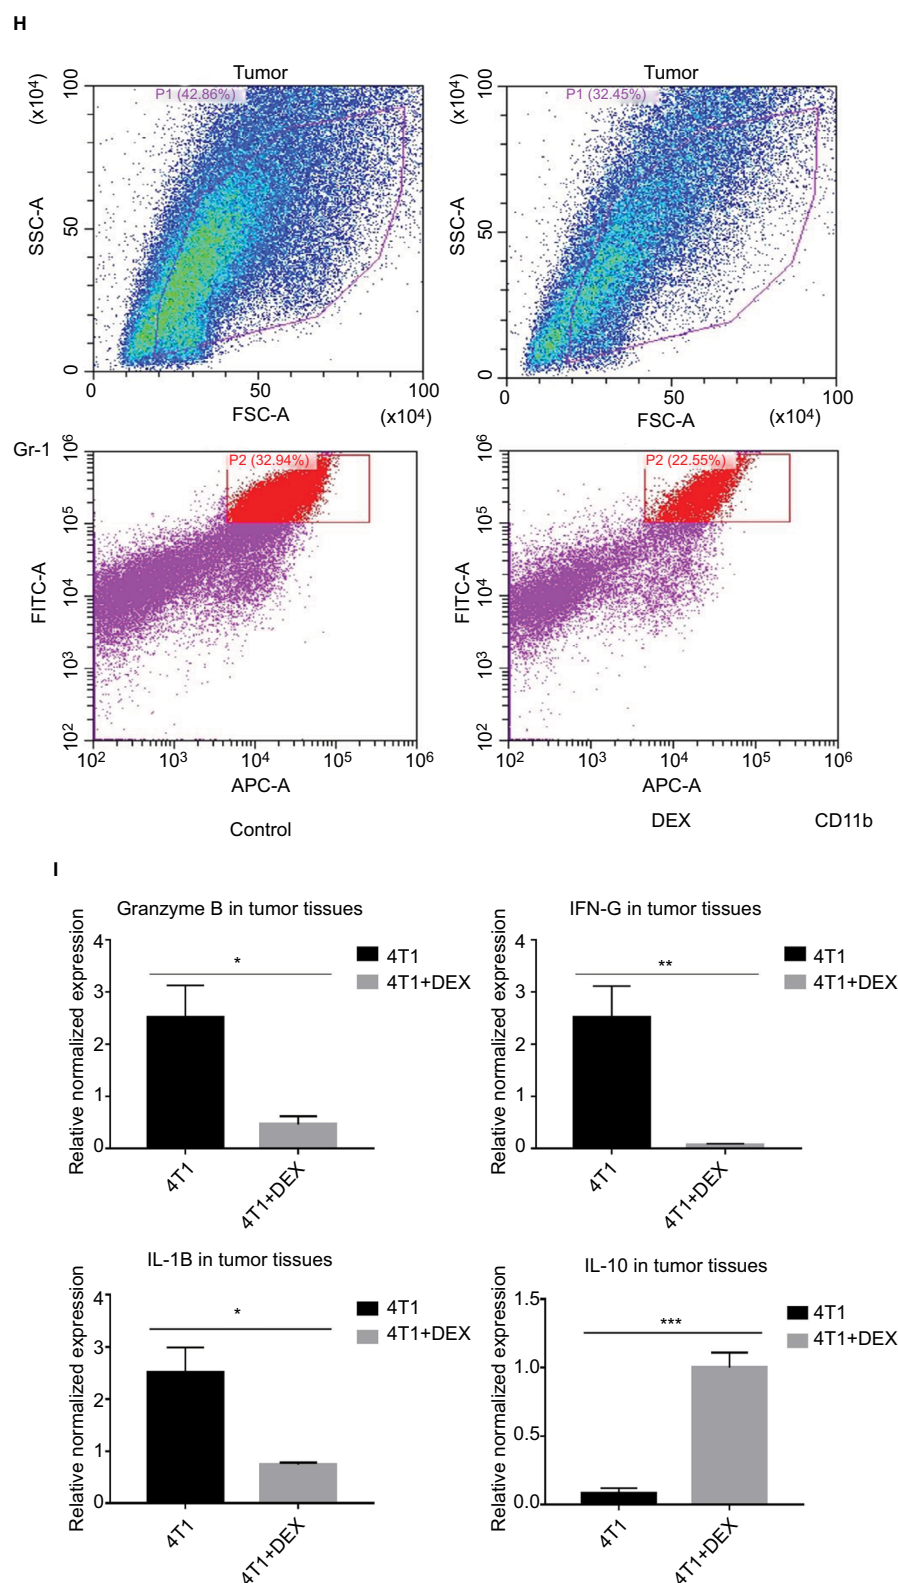 H
Tumor
P1 (42.86%)
(x10⁴)
SSC-A
100
50
0
0 50 100
FSC-A (x10⁴)
Tumor
P1 (32.45%)
(x10⁴)
SSC-A
100
50
0
0 50 100
FSC-A (x10⁴)
Gr-1
P2 (32.94%)
FITC-A
10⁶
10⁵
10⁴
10³
10²
10² 10³ 10⁴ 10⁵ 10⁶
APC-A
Control
P2 (22.55%)
FITC-A
10⁶
10⁵
10⁴
10³
10²
10² 10³ 10⁴ 10⁵ 10⁶
APC-A
DEX CD11b
I
Granzyme B in tumor tissues
Relative normalized expression
4
3
2
1
0
*
4T1
4T1+DEX
4T1
4T1+DEX
IFN-G in tumor tissues
Relative normalized expression
4
3
2
1
0
**
4T1
4T1+DEX
4T1
4T1+DEX
IL-1B in tumor tissues
Relative normalized expression
4
3
2
1
0
*
4T1
4T1+DEX
4T1
4T1+DEX
IL-10 in tumor tissues
Relative normalized expression
1.5
1.0
0.5
0.0
***
4T1
4T1+DEX
4T1
4T1+DEX